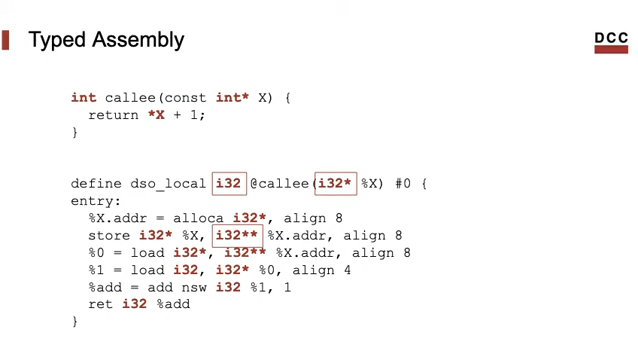 Typed Assembly
DCC
int callee(const int* X) {
return *X + 1;
}
define dso_local i32 @callee(i32* %X) #0 {
entry:
%X.addr = alloca i32*, align 8
store i32* %X, i32** %X.addr, align 8
%0 = load i32*, i32** %X.addr, align 8
%1 = load i32, i32* %0, align 4
%add = add nsw i32 %1, 1
ret i32 %add
}